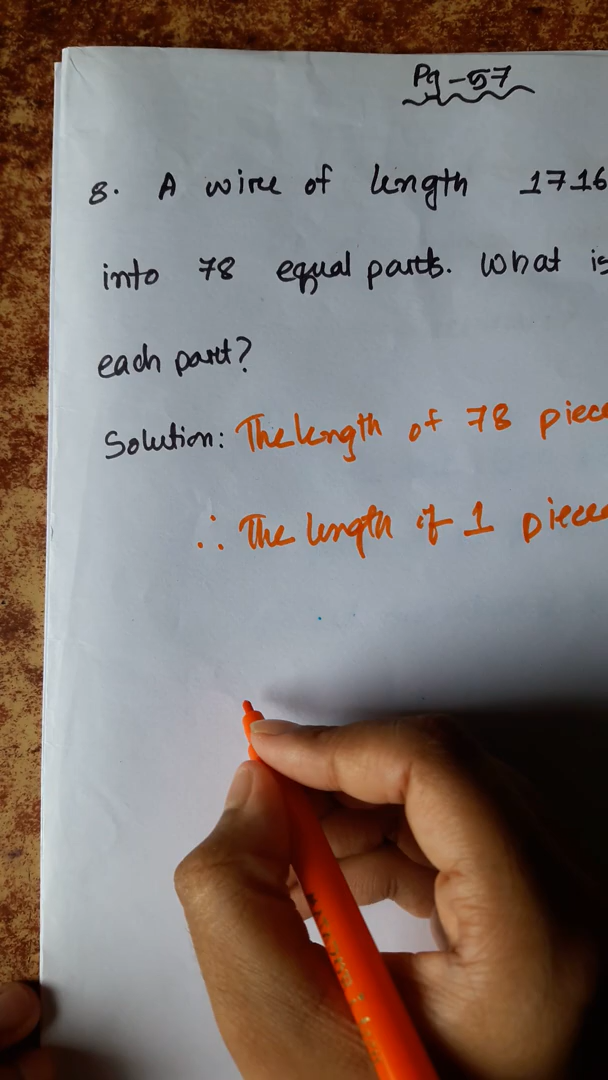 Pg-57
8. A wire of length 1716
into 78 equal parts. What is
each part?
Solution: The length of 78 piece
∴ The length of 1 piece